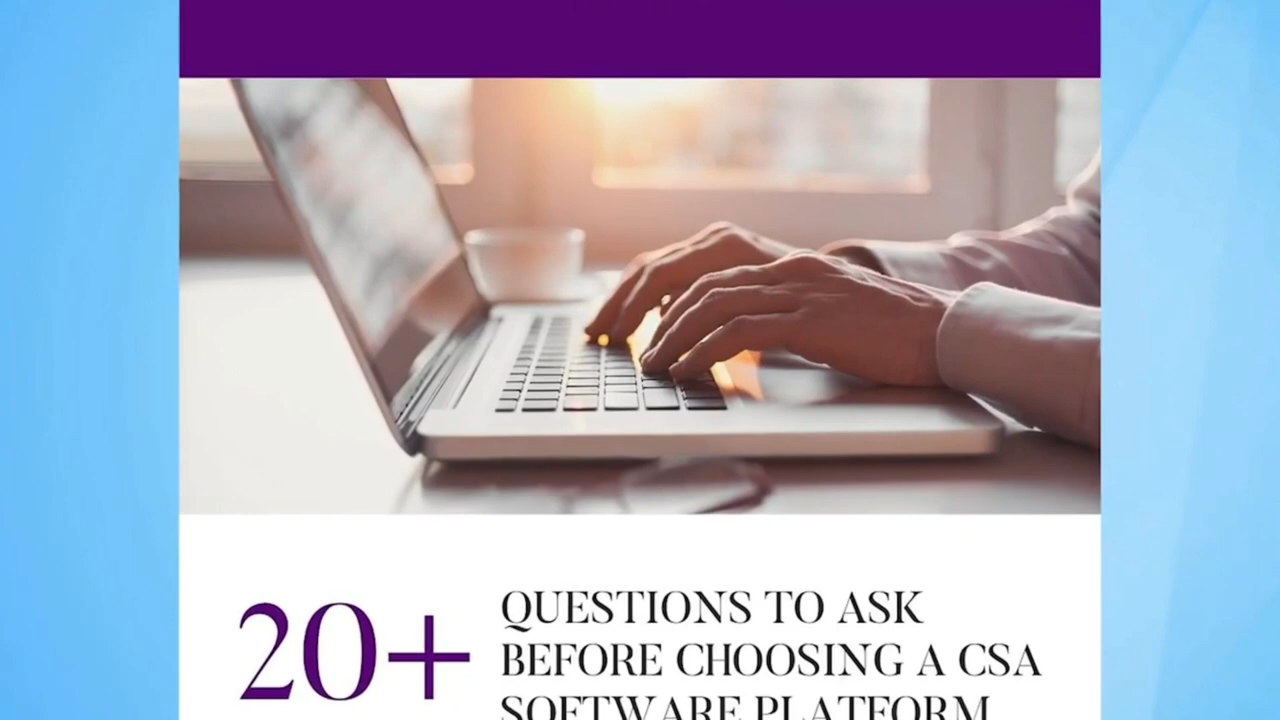 20+
QUESTIONS TO ASK
BEFORE CHOOSING A CSA
SOFTWARE PLATFORM